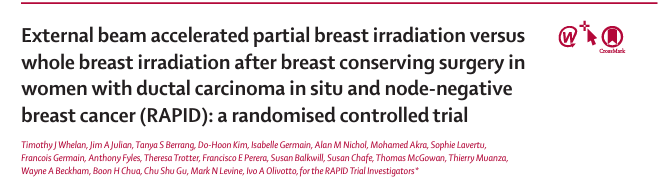 External beam accelerated partial breast irradiation versus
whole breast irradiation after breast conserving surgery in
women with ductal carcinoma in situ and node-negative
breast cancer (RAPID): a randomised controlled trial
W
CrossMark
Timothy J Whelan, Jim A Julian, Tanya S Berrang, Do-Hoon Kim, Isabelle Germain, Alan M Nichol, Mohamed Akra, Sophie Lavertu,
Francois Germain, Anthony Fyles, Theresa Trotter, Francisco E Perera, Susan Balkwill, Susan Chafe, Thomas McGowan, Thierry Muanza,
Wayne A Beckham, Boon H Chua, Chu Shu Gu, Mark N Levine, Ivo A Olivotto, for the RAPID Trial Investigators*